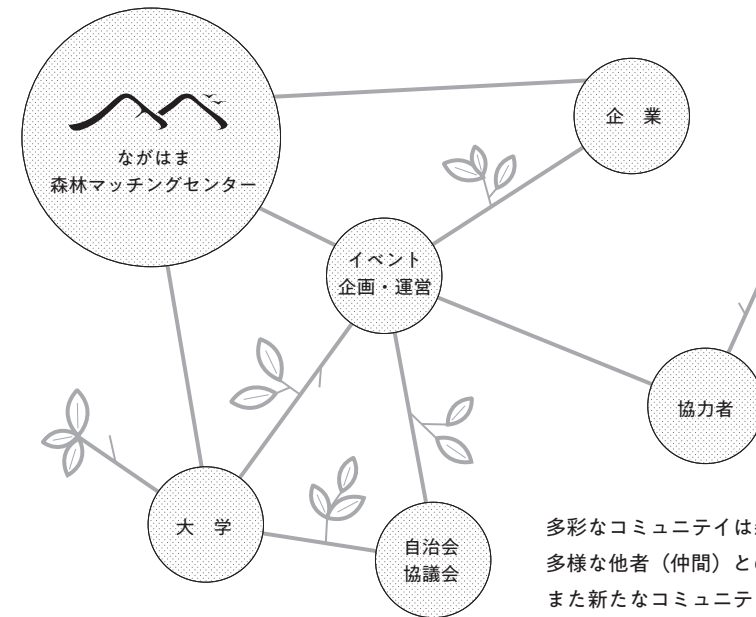 ながはま
森林マッチングセンター
企　業
イベント
企画・運営
協力者
大　学
自治会
協議会
多彩なコミュニテイは
多様な他者（仲間）と
また新たなコミュニテ